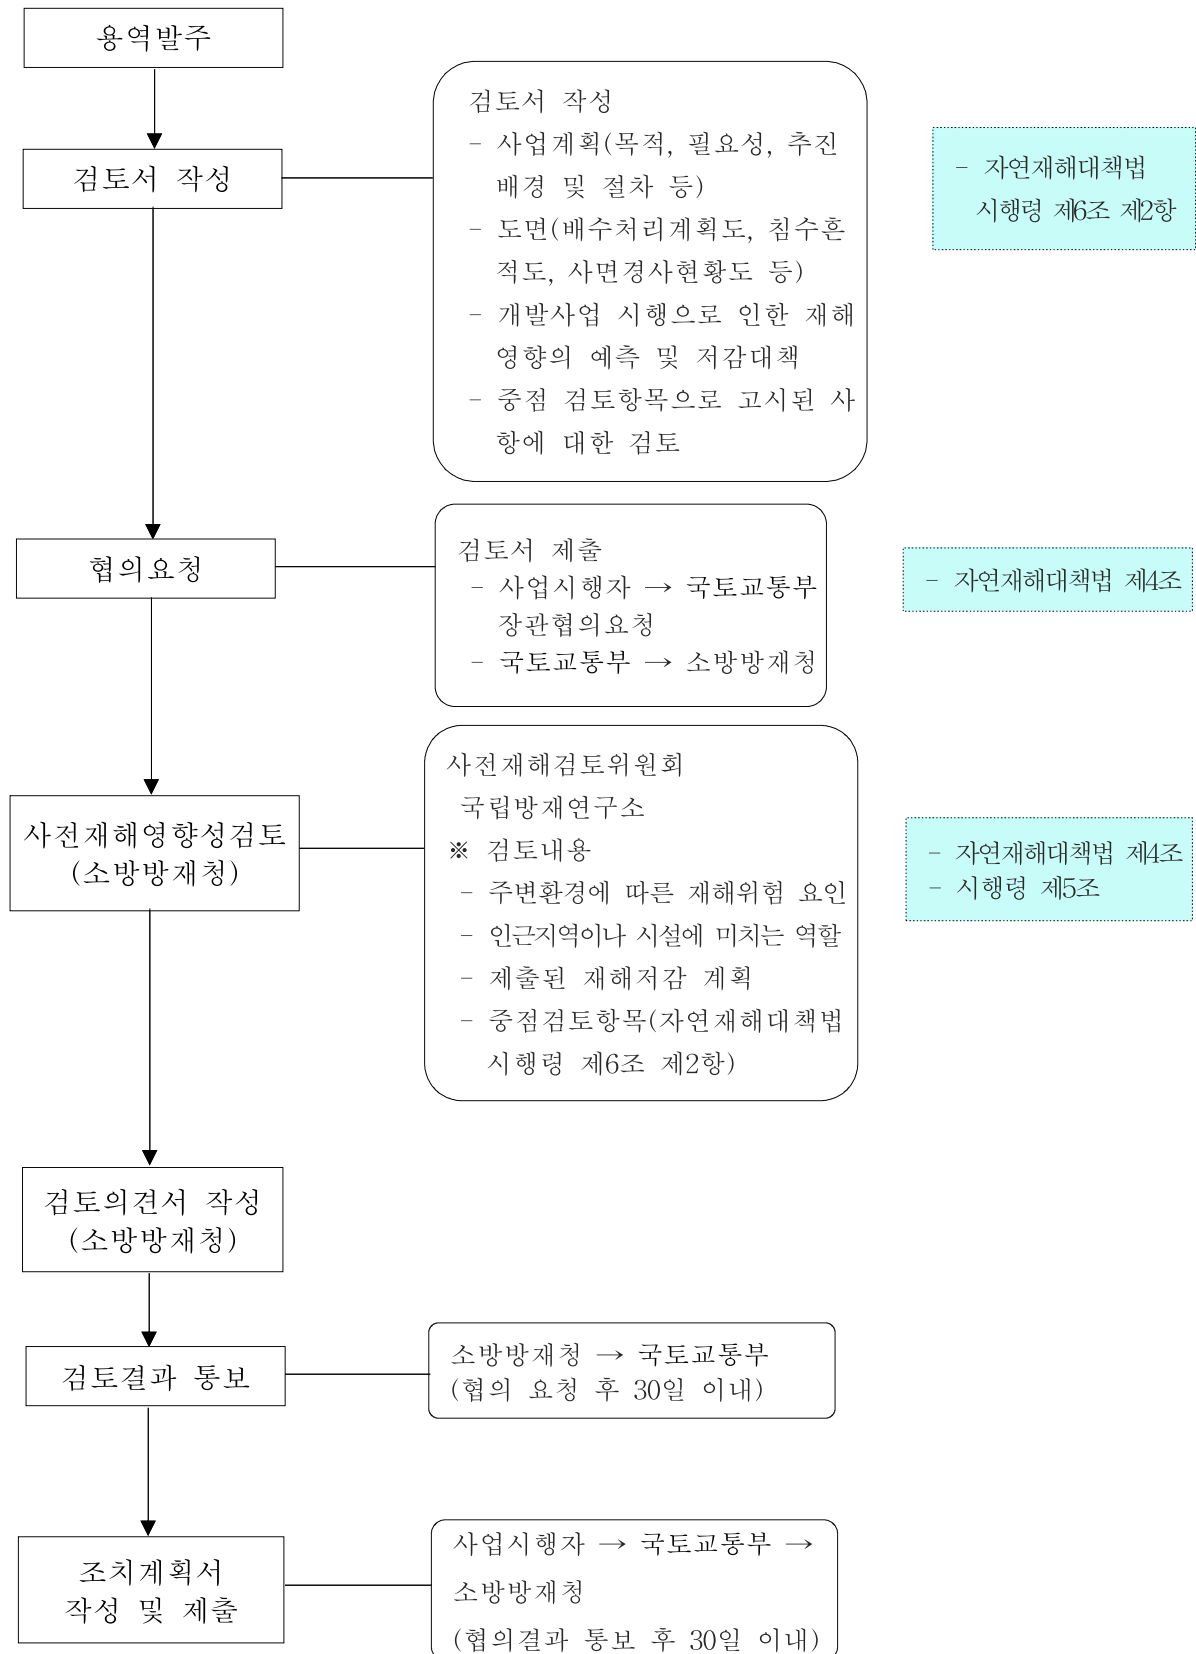 용역발주
검토서 작성
검토서 작성
- 사업계획(목적, 필요성, 추진
배경 및 절차 등)
- 도면(배수처리계획도, 침수흔
적도, 사면경사현황도 등)
- 개발사업 시행으로 인한 재해
영향의 예측 및 저감대책
- 중점 검토항목으로 고시된 사
항에 대한 검토
- 자연재해대책법
시행령 제6조 제2항
협의요청
검토서 제출
- 사업시행자 → 국토교통부
장관협의요청
- 국토교통부 → 소방방재청
- 자연재해대책법 제4조
사전재해영향성검토
(소방방재청)
사전재해검토위원회
국립방재연구소
※ 검토내용
- 주변환경에 따른 재해위험 요인
- 인근지역이나 시설에 미치는 역할
- 제출된 재해저감 계획
- 중점검토항목(자연재해대책법
시행령 제6조 제2항)
- 자연재해대책법 제4조
- 시행령 제5조
검토의견서 작성
(소방방재청)
검토결과 통보
소방방재청 → 국토교통부
(협의 요청 후 30일 이내)
조치계획서
작성 및 제출
사업시행자 → 국토교통부 →
소방방재청
(협의결과 통보 후 30일 이내)